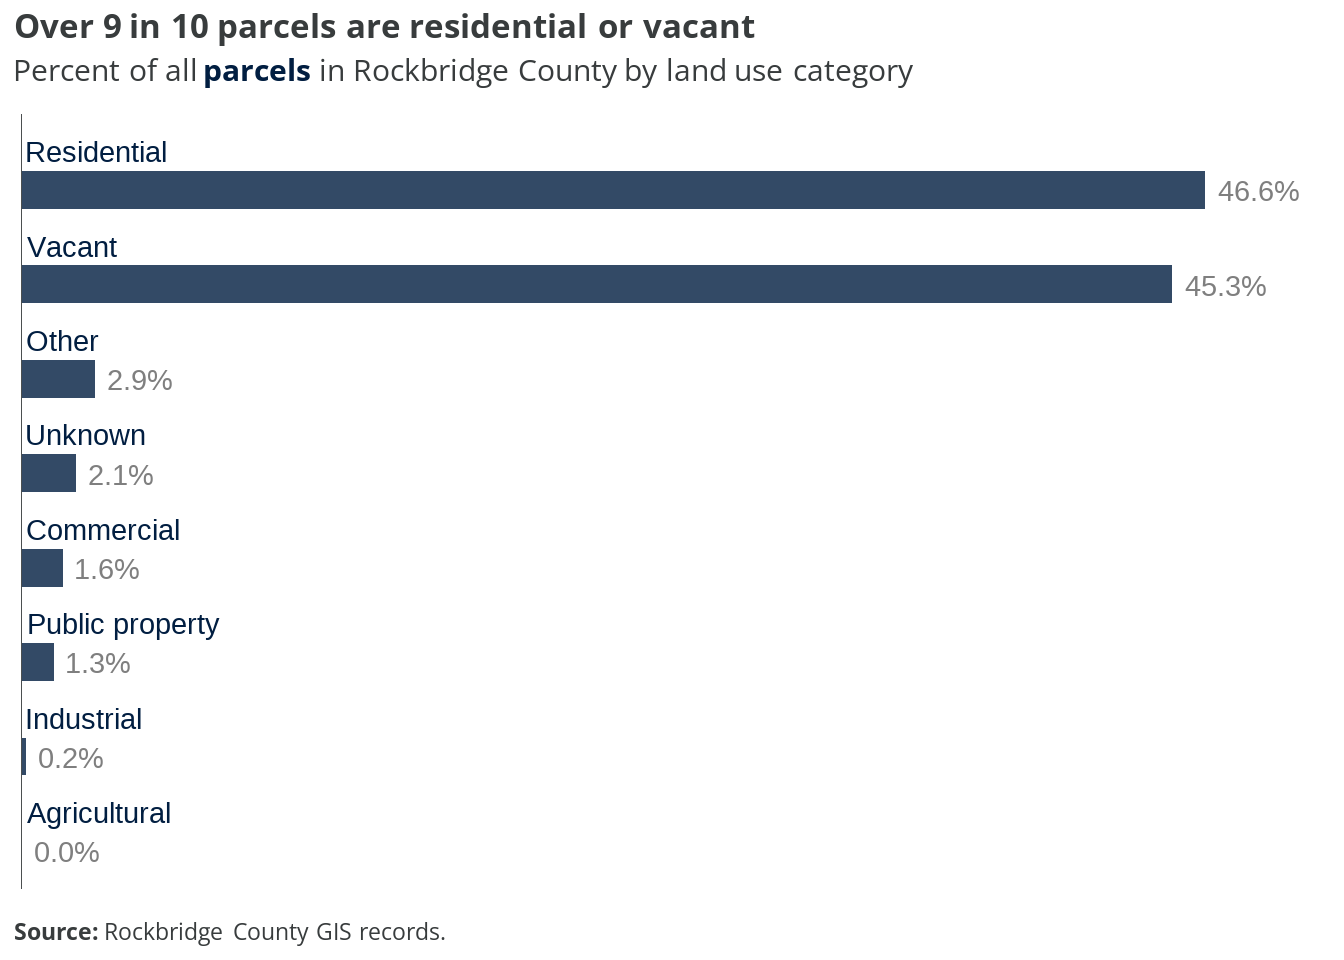 Over 9 in 10 parcels are residential or vacant
Percent of all parcels in Rockbridge County by land use category
Residential
46.6%
Vacant
45.3%
Other
2.9%
Unknown
2.1%
Commercial
1.6%
Public property
1.3%
Industrial
0.2%
Agricultural
0.0%
Source: Rockbridge County GIS records.